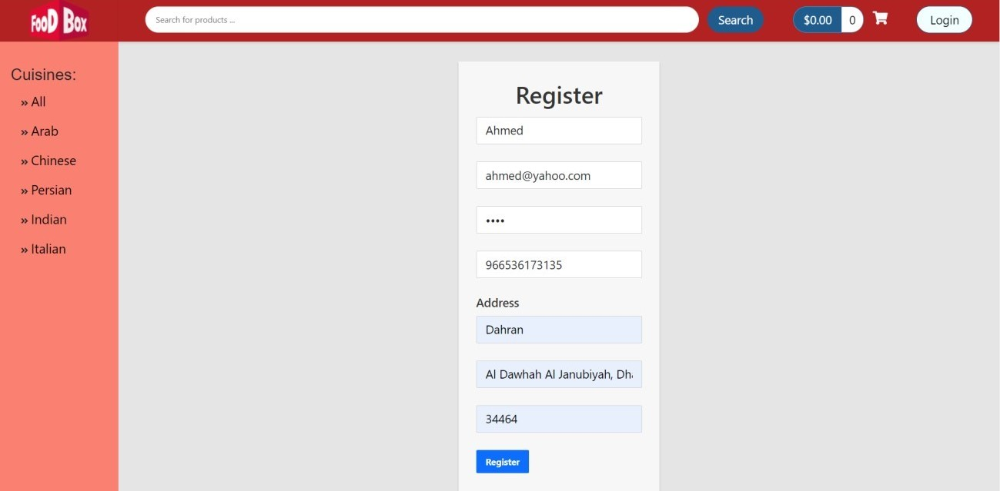 FooD Box
Search for products ...
Search
$0.00
0
Login
Cuisines:
» All
» Arab
» Chinese
» Persian
» Indian
» Italian
Register
Ahmed
ahmed@yahoo.com
••••
966536173135
Address
Dahran
Al Dawhah Al Janubiyah, Dh
34464
Register